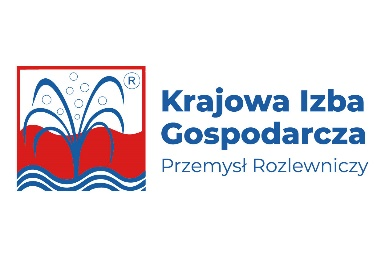 ®
Krajowa Izba
Gospodarcza
Przemysł Rozlewniczy